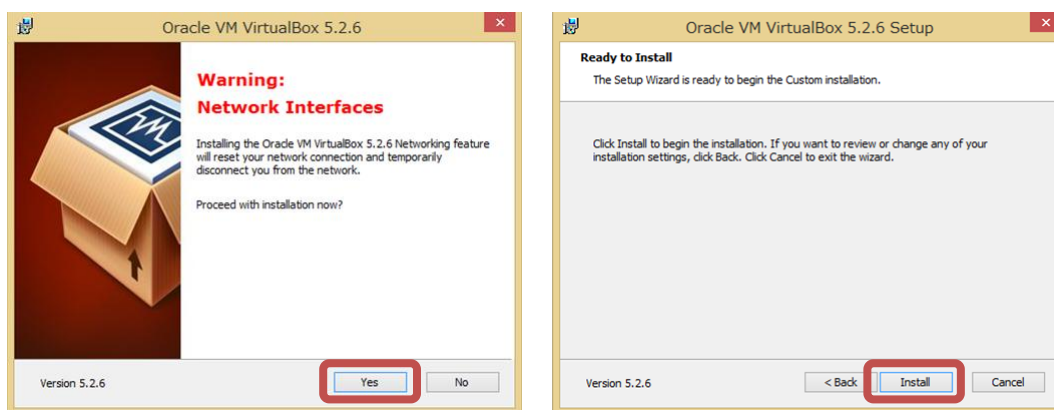 Oracle VM VirtualBox 5.2.6
Warning:
Network Interfaces
Installing the Oracle VM VirtualBox 5.2.6 Networking feature
will reset your network connection and temporarily
disconnect you from the network.
Proceed with installation now?
Version 5.2.6
Yes
No
Oracle VM VirtualBox 5.2.6 Setup
Ready to Install
The Setup Wizard is ready to begin the Custom installation.
Click Install to begin the installation. If you want to review or change any of your
installation settings, click Back. Click Cancel to exit the wizard.
Version 5.2.6
< Back
Install
Cancel